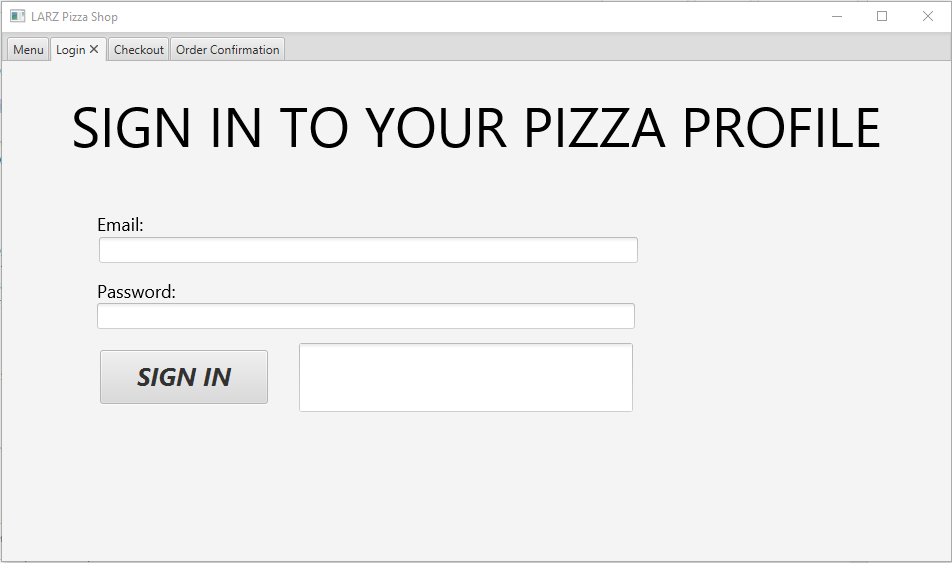 LARZ Pizza Shop
Menu Login Checkout Order Confirmation
SIGN IN TO YOUR PIZZA PROFILE
Email:
Password:
SIGN IN